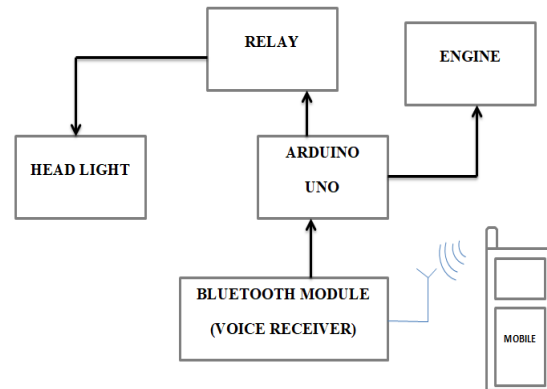 RELAY
ENGINE
HEAD LIGHT
ARDUINO
UNO
BLUETOOTH MODULE
(VOICE RECEIVER)
MOBILE